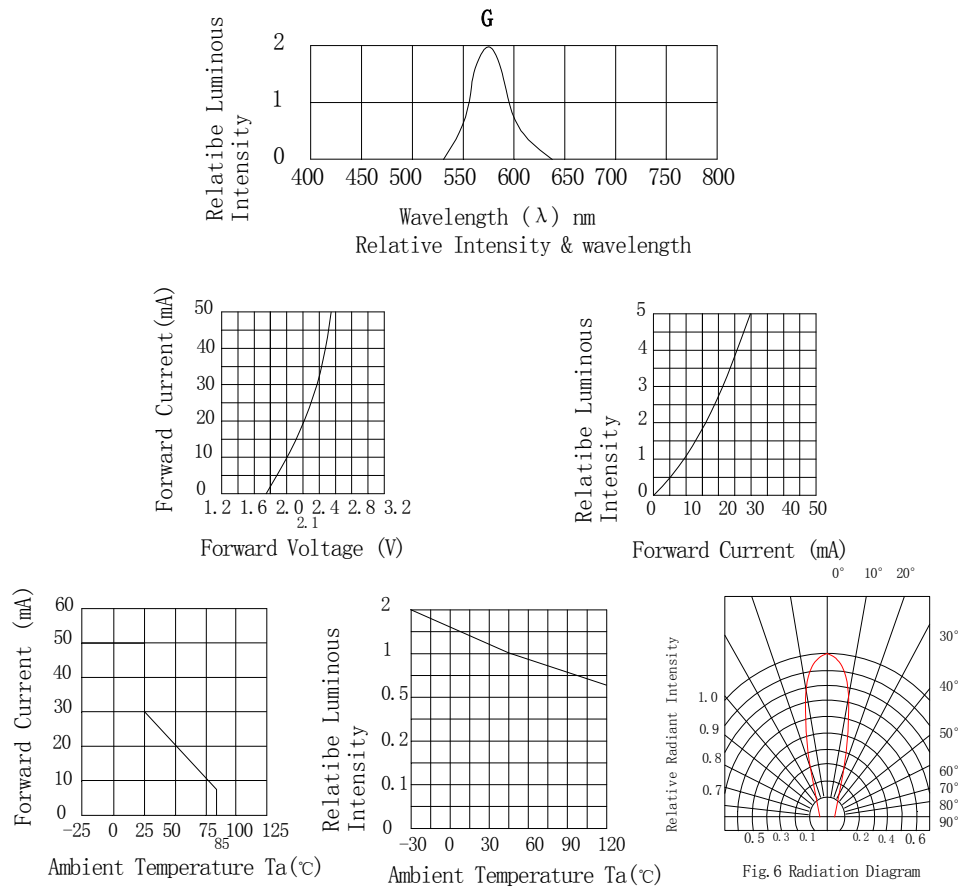 G
Relatibe Luminous
Intensity
2
1
0
400 450 500 550 600 650 700 750 800
Wavelength (λ) nm
Relative Intensity & wavelength
Forward Current(mA)
50
40
30
20
10
0
1.2 1.6 2.0 2.4 2.8 3.2
2.1
Forward Voltage (V)
Relatibe Luminous
Intensity
5
4
3
2
1
0
0 10 20 30 40 50
Forward Current (mA)
Forward Current (mA)
60
50
40
30
20
10
0
-25 0 25 50 75 100 125
85
Ambient Temperature Ta(℃)
Relatibe Luminous
Intensity
2
1
0.5
0.2
0.1
0
-30 0 30 60 90 120
Ambient Temperature Ta(℃)
Relative Radiant Intensity
0° 10° 20°
30°
40°
50°
60°
70°
80°
90°
1.0
0.9
0.8
0.7
0.5 0.3 0.1 0.2 0.4 0.6
Fig.6 Radiation Diagram